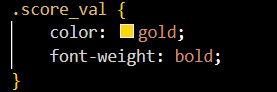 .score_val {
    color: gold;
    font-weight: bold;
}